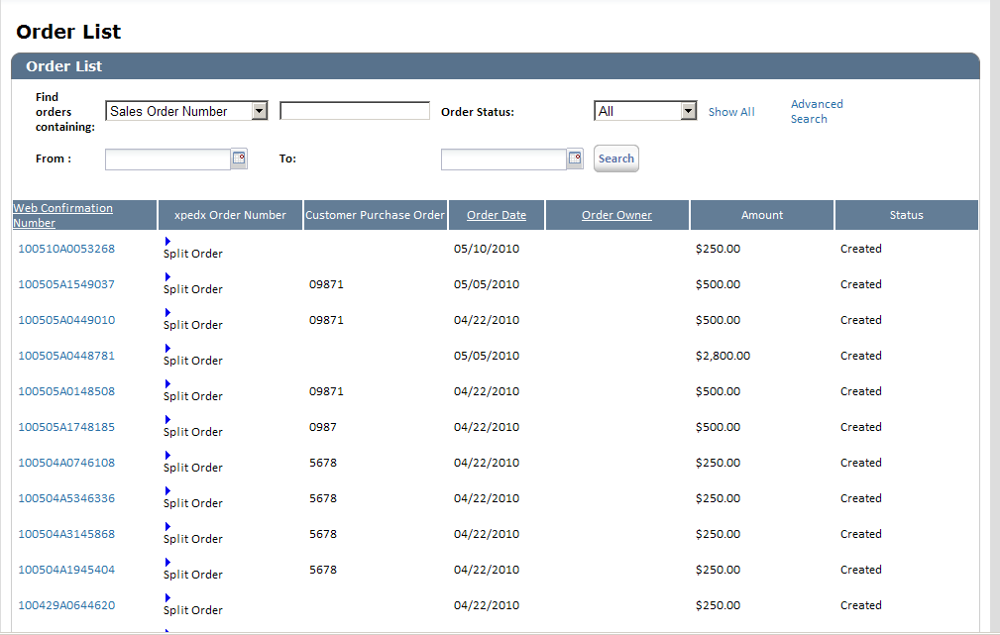 Order List
Order List
Find orders containing: Sales Order Number Order Status: All Show All Advanced Search
From : To: Search
Web Confirmation Number xpedx Order Number Customer Purchase Order Order Date Order Owner Amount Status
100510A0053268 Split Order 05/10/2010 $250.00 Created
100505A1549037 Split Order 09871 05/05/2010 $500.00 Created
100505A0449010 Split Order 09871 04/22/2010 $500.00 Created
100505A0448781 Split Order 05/05/2010 $2,800.00 Created
100505A0148508 Split Order 09871 04/22/2010 $500.00 Created
100505A1748185 Split Order 0987 04/22/2010 $500.00 Created
100504A0746108 Split Order 5678 04/22/2010 $250.00 Created
100504A5346336 Split Order 5678 04/22/2010 $250.00 Created
100504A3145868 Split Order 5678 04/22/2010 $250.00 Created
100504A1945404 Split Order 5678 04/22/2010 $250.00 Created
100429A0644620 Split Order 04/22/2010 $250.00 Created